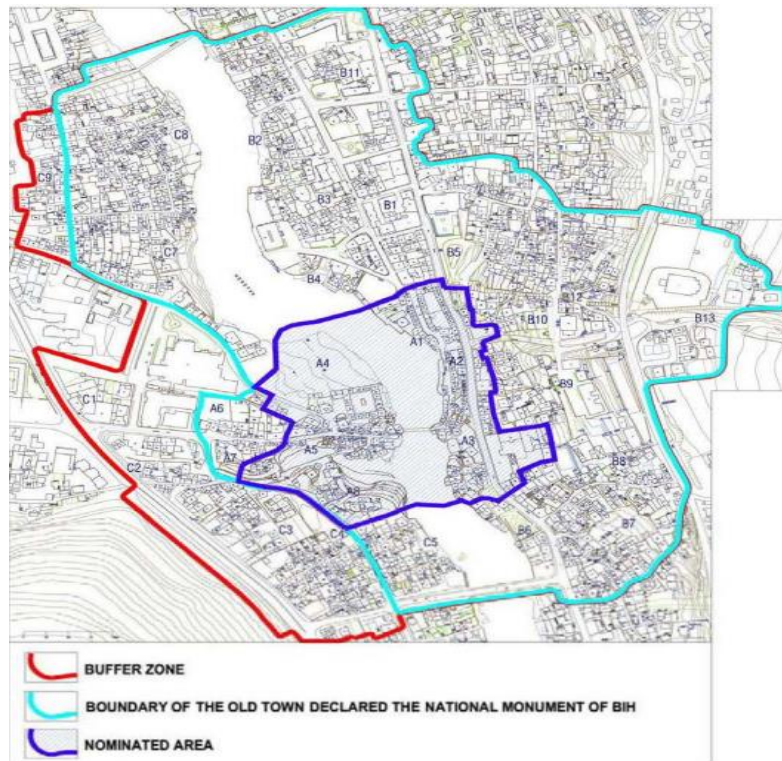 B11
C8
B2
C9
B3
B1
C7
B5
B4
B13
B10
A1
A2
A4
B9
C1
A6
A3
A5
A7
B8
C2
A8
B7
C3
B6
C5
BUFFER ZONE
BOUNDARY OF THE OLD TOWN DECLARED THE NATIONAL MONUMENT OF BIH
NOMINATED AREA